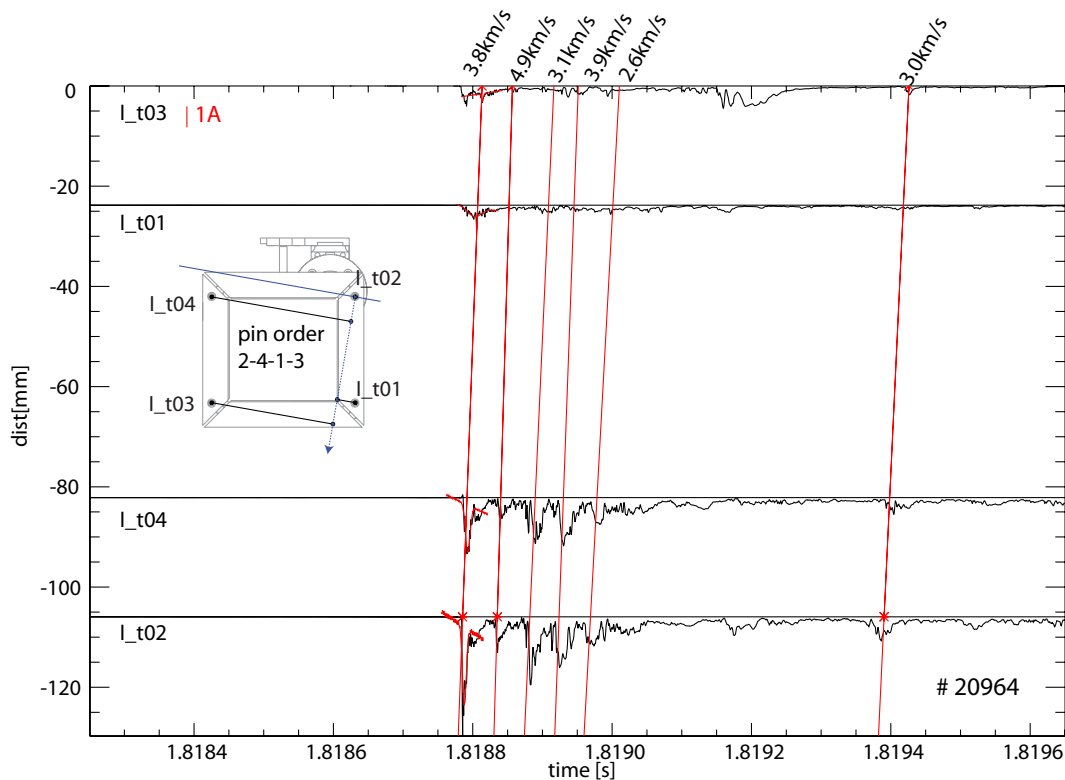 3.8km/s
4.9km/s
3.1km/s
3.9km/s
2.6km/s
3.0km/s
0
-20
-40
-60
-80
-100
-120
dist[mm]
I_t03
| 1A
I_t01
I_t02
I_t04
pin order
2-4-1-3
I_t01
I_t03
I_t04
I_t02
# 20964
1.8184
1.8186
1.8188
1.8190
1.8192
1.8194
1.8196
time [s]